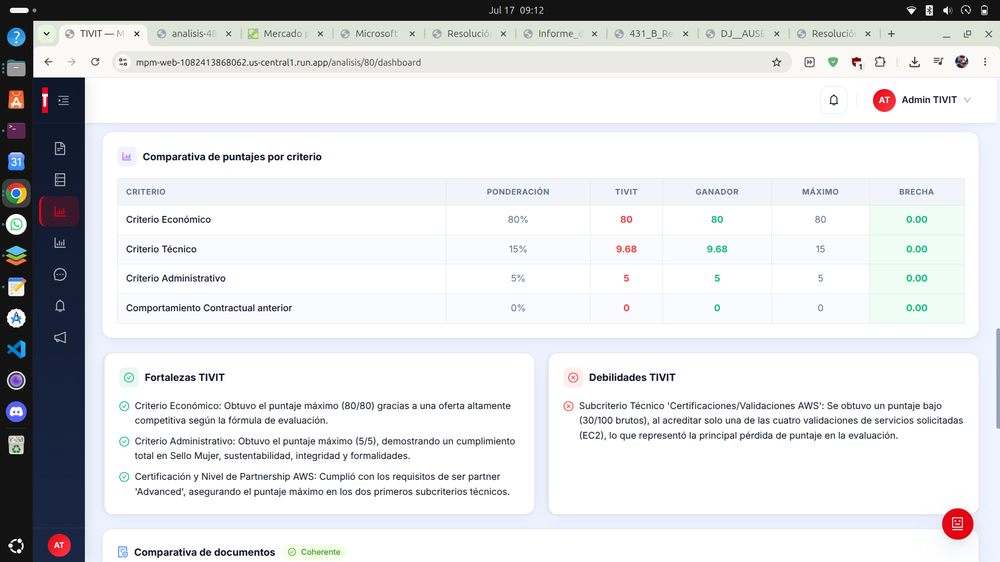 Jul 17 09:12
TIVIT — M
analisis-48
Mercado p
Microsoft
Resolución
Informe_d
431_B_Re
DJ__AUSE
Resolución
mpm-web-1082413868062.us-central1.run.app/analisis/80/dashboard
1
31
T
AT
Admin TIVIT
Comparativa de puntajes por criterio
CRITERIO PONDERACIÓN TIVIT GANADOR MÁXIMO BRECHA
Criterio Económico 80% 80 80 80 0.00
Criterio Técnico 15% 9.68 9.68 15 0.00
Criterio Administrativo 5% 5 5 5 0.00
Comportamiento Contractual anterior 0% 0 0 0 0.00
Fortalezas TIVIT
Criterio Económico: Obtuvo el puntaje máximo (80/80) gracias a una oferta altamente
competitiva según la fórmula de evaluación.
Criterio Administrativo: Obtuvo el puntaje máximo (5/5), demostrando un cumplimiento
total en Sello Mujer, sustentabilidad, integridad y formalidades.
Certificación y Nivel de Partnership AWS: Cumplió con los requisitos de ser partner
'Advanced', asegurando el puntaje máximo en los dos primeros subcriterios técnicos.
Debilidades TIVIT
Subcriterio Técnico 'Certificaciones/Validaciones AWS': Se obtuvo un puntaje bajo
(30/100 brutos), al acreditar solo una de las cuatro validaciones de servicios solicitadas
(EC2), lo que representó la principal pérdida de puntaje en la evaluación.
Comparativa de documentos
Coherente
AT